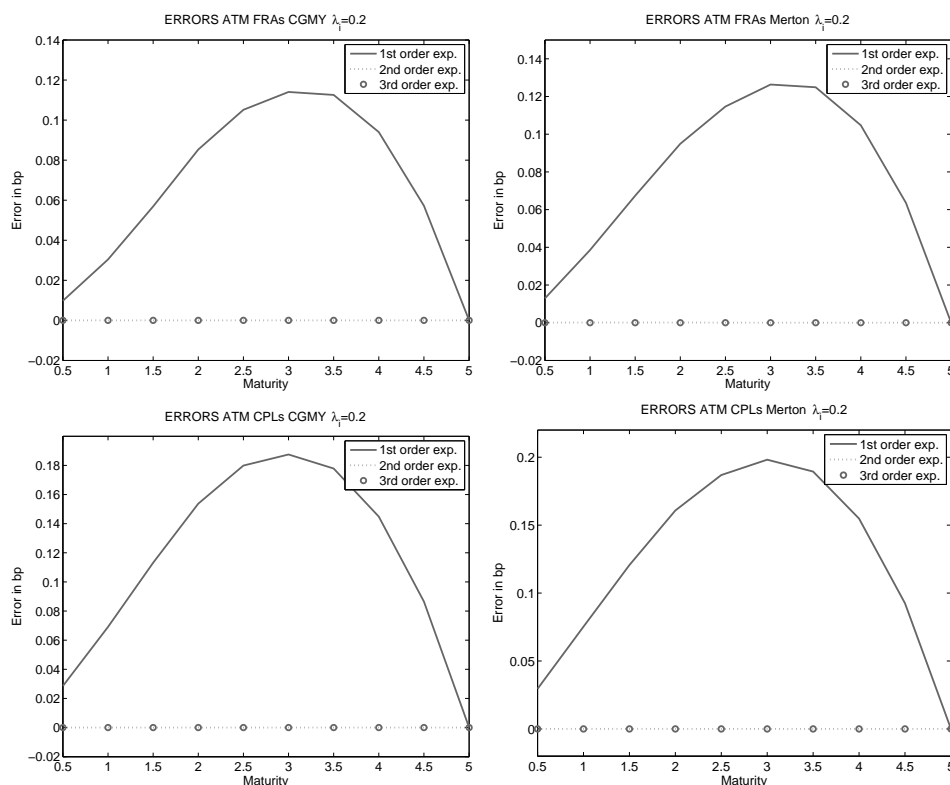 ERRORS ATM FRAs CGMY λi=0.2
0.14
0.12
0.1
0.08
0.06
0.04
0.02
0
−0.02
Error in bp
1st order exp.
2nd order exp.
3rd order exp.
0.5 1 1.5 2 2.5 3 3.5 4 4.5 5
Maturity
ERRORS ATM FRAs Merton λi=0.2
0.14
0.12
0.1
0.08
0.06
0.04
0.02
0
−0.02
Error in bp
1st order exp.
2nd order exp.
3rd order exp.
0.5 1 1.5 2 2.5 3 3.5 4 4.5 5
Maturity
ERRORS ATM CPLs CGMY λi=0.2
0.18
0.16
0.14
0.12
0.1
0.08
0.06
0.04
0.02
0
−0.02
Error in bp
1st order exp.
2nd order exp.
3rd order exp.
0.5 1 1.5 2 2.5 3 3.5 4 4.5 5
Maturity
ERRORS ATM CPLs Merton λi=0.2
0.2
0.15
0.1
0.05
0
Error in bp
1st order exp.
2nd order exp.
3rd order exp.
0.5 1 1.5 2 2.5 3 3.5 4 4.5 5
Maturity